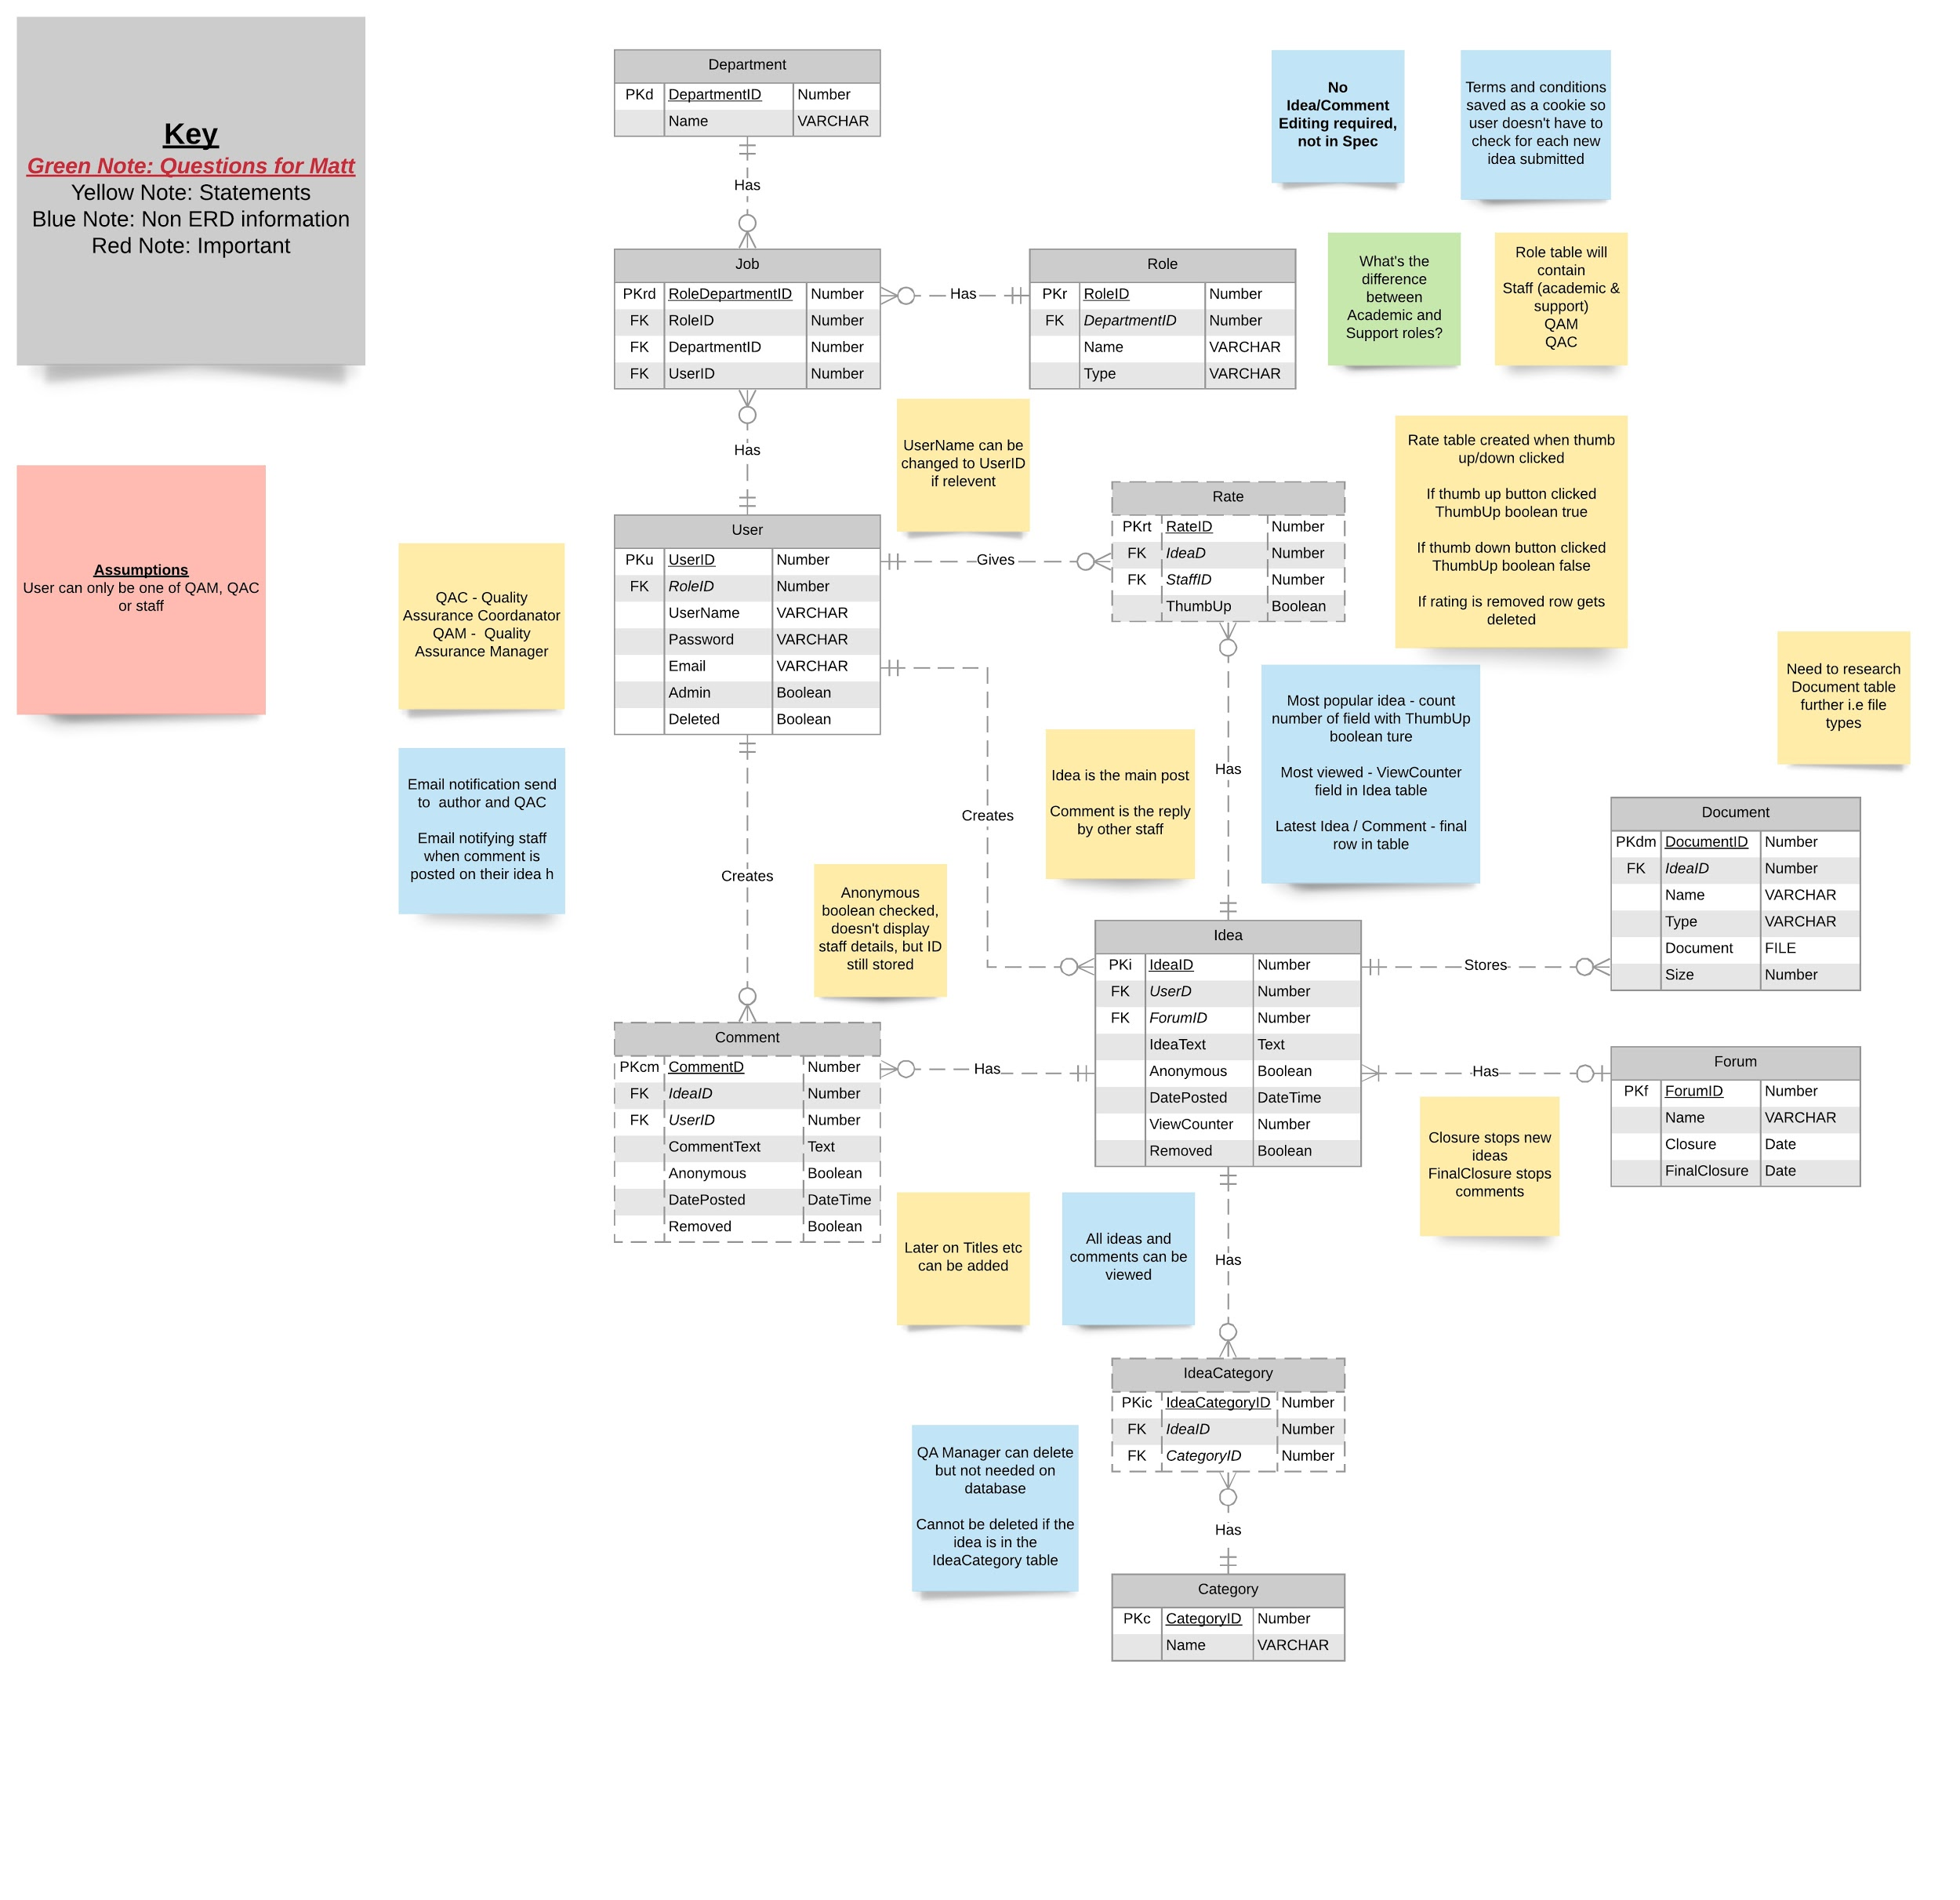 Key
Green Note: Questions for Matt
Yellow Note: Statements
Blue Note: Non ERD information
Red Note: Important
Department
PKd DepartmentID Number
Name VARCHAR
Has
No
Idea/Comment
Editing required,
not in Spec
Terms and conditions
saved as a cookie so
user doesn't have to
check for each new
idea submitted
Job
PKrd RoleDepartmentID Number
FK RoleID Number
FK DepartmentID Number
FK UserID Number
Has
Role
PKr RoleID Number
FK DepartmentID Number
Name VARCHAR
Type VARCHAR
What's the
difference
between
Academic and
Support roles?
Role table will
contain
Staff (academic &
support)
QAM
QAC
Has
UserName can be
changed to UserID
if relevent
Rate table created when thumb
up/down clicked
If thumb up button clicked
ThumbUp boolean true
If thumb down button clicked
ThumbUp boolean false
If rating is removed row gets
deleted
Assumptions
User can only be one of QAM, QAC
or staff
QAC - Quality
Assurance Coordanator
QAM - Quality
Assurance Manager
User
PKu UserID Number
FK RoleID Number
UserName VARCHAR
Password VARCHAR
Email VARCHAR
Admin Boolean
Deleted Boolean
Gives
Rate
PKrt RateID Number
FK IdeaD Number
FK StaffID Number
ThumbUp Boolean
Need to research
Document table
further i.e file
types
Email notification send
to author and QAC
Email notifying staff
when comment is
posted on their idea h
Creates
Creates
Idea is the main post
Comment is the reply
by other staff
Has
Most popular idea - count
number of field with ThumbUp
boolean ture
Most viewed - ViewCounter
field in Idea table
Latest Idea / Comment - final
row in table
Anonymous
boolean checked,
doesn't display
staff details, but ID
still stored
Document
PKdm DocumentID Number
FK IdeaID Number
Name VARCHAR
Type VARCHAR
Document FILE
Size Number
Idea
PKi IdeaID Number
FK UserD Number
FK ForumID Number
IdeaText Text
Anonymous Boolean
DatePosted DateTime
ViewCounter Number
Removed Boolean
Stores
Comment
PKcm CommentD Number
FK IdeaID Number
FK UserID Number
CommentText Text
Anonymous Boolean
DatePosted DateTime
Removed Boolean
Has
Has
Forum
PKf ForumID Number
Name VARCHAR
Closure Date
FinalClosure Date
Closure stops new
ideas
FinalClosure stops
comments
Later on Titles etc
can be added
All ideas and
comments can be
viewed
Has
IdeaCategory
PKic IdeaCategoryID Number
FK IdeaID Number
FK CategoryID Number
QA Manager can delete
but not needed on
database
Cannot be deleted if the
idea is in the
IdeaCategory table
Has
Category
PKc CategoryID Number
Name VARCHAR